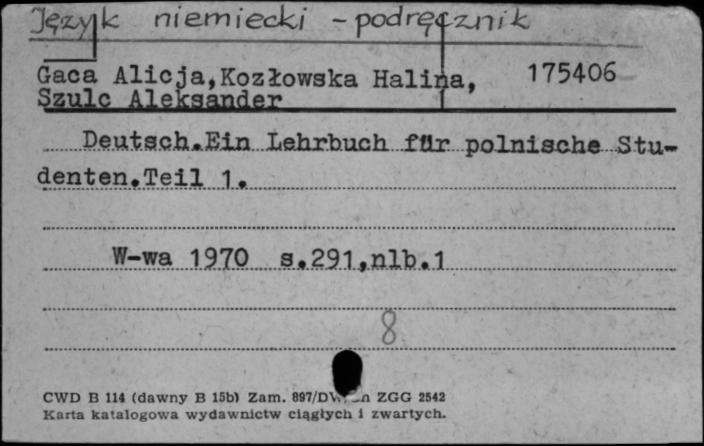 Język niemiecki - podręcznik
Gaca Alicja,Kozłowska Halina, 175406
Szulc Aleksander
Deutsch.Ein Lehrbuch für polnische Stu-
denten.Teil 1.
W-wa 1970 s.291,nlb.1
8
CWD B 114 (dawny B 15b) Zam. 897/DW ZGG 2542
Karta katalogowa wydawnictw ciągłych i zwartych.